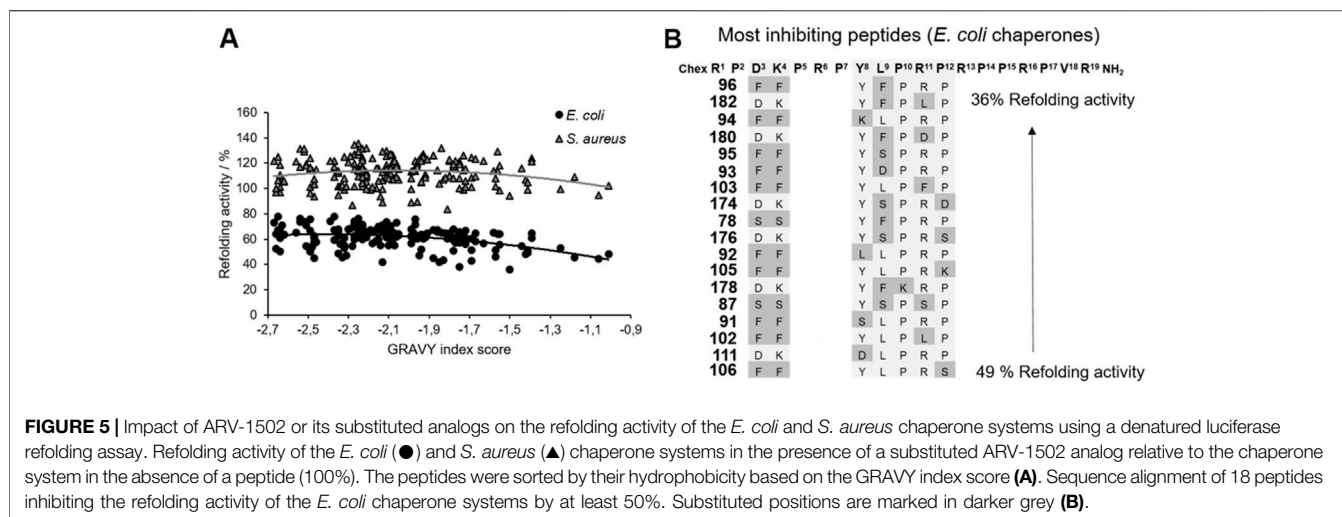 A
160
140
120
100
80
60
40
20
0
Refolding activity / %
E. coli
S. aureus
-2,7 -2,5 -2,3 -2,1 -1,9 -1,7 -1,5 -1,3 -1,1 -0,9
GRAVY index score
B
Most inhibiting peptides (E. coli chaperones)
Chex R¹ P² D³ K⁴ P⁵ R⁶ P⁷ Y⁸ L⁹ P¹⁰ R¹¹ P¹² R¹³ P¹⁴ P¹⁵ R¹⁶ P¹⁷ V¹⁸ R¹⁹ NH₂
96 F F Y F P R P
182 D K Y F P L P
94 F F K L P R P
180 D K Y F P D P
95 F F Y S P R P
93 F F Y D P R P
103 F F Y L P F P
174 D K Y S P R D
78 S S Y F P R P
176 D K Y S P R S
92 F F L L P R P
105 F F Y L P R K
178 D K Y F K R P
87 S S Y S P S P
91 F F S L P R P
102 F F Y L P L P
111 D K D L P R P
106 F F Y L P R S
36% Refolding activity
49 % Refolding activity
FIGURE 5 | Impact of ARV-1502 or its substituted analogs on the refolding activity of the E. coli and S. aureus chaperone systems using a denatured luciferase
refolding assay. Refolding activity of the E. coli (●) and S. aureus (▲) chaperone systems in the presence of a substituted ARV-1502 analog relative to the chaperone
system in the absence of a peptide (100%). The peptides were sorted by their hydrophobicity based on the GRAVY index score (A). Sequence alignment of 18 peptides
inhibiting the refolding activity of the E. coli chaperone systems by at least 50%. Substituted positions are marked in darker grey (B).